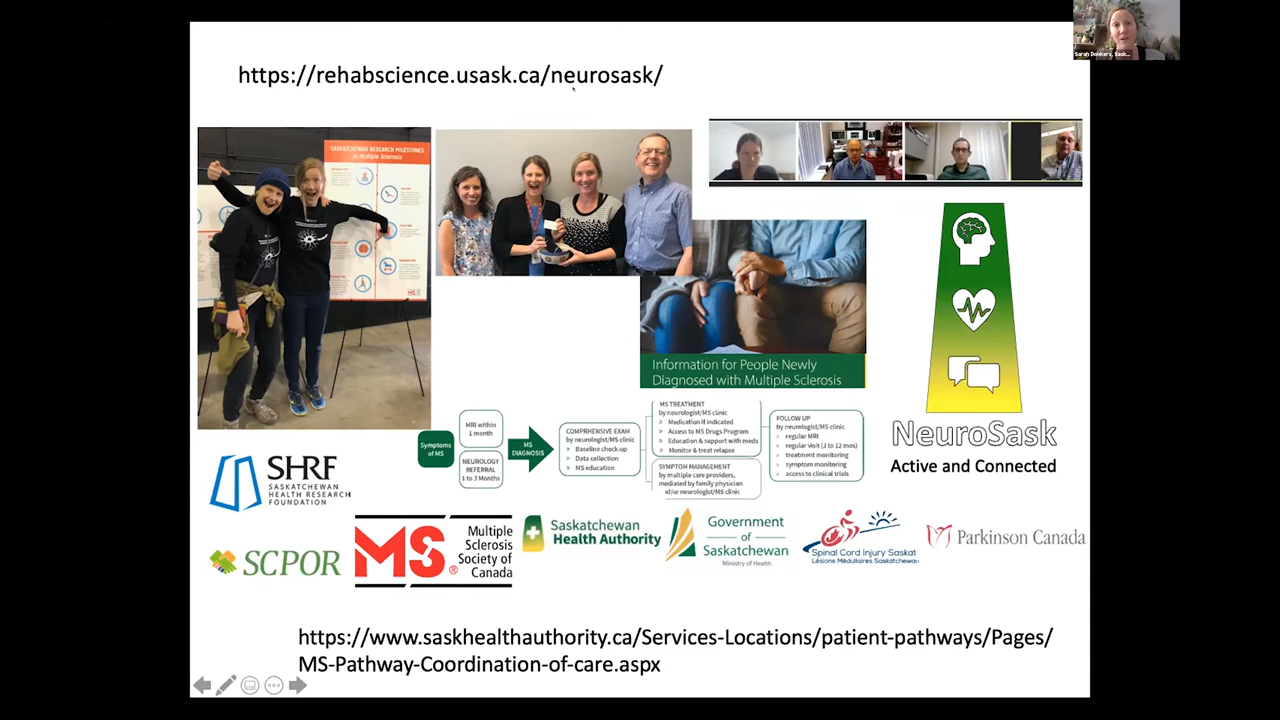 https://rehabscience.usask.ca/neurosask/
Sarah Donkers, Sask...
SASKATCHEWAN RESEARCH MILESTONES
in Multiple Sclerosis
MS
Information for People Newly
Diagnosed with Multiple Sclerosis
NeuroSask
Active and Connected
Symptoms
of MS
MRI within
1 month
NEUROLOGY
REFERRAL
1 to 3 Months
MS
DIAGNOSIS
COMPREHENSIVE EXAM
by neurologist/MS clinic
» Baseline check-up
» Data collection
» MS education
MS TREATMENT
by neurologist/MS clinic
» Medication if indicated
» Access to MS Drugs Program
» Education & support with meds
» Monitor & treat relapse
SYMPTOM MANAGEMENT
by multiple care providers,
mediated by family physician
d/or neurologist/MS clinic
FOLLOW UP
by neurologist/MS clinic
› regular MRI
› regular visit (3 to 12 mos)
› treatment monitoring
› symptom monitoring
› access to clinical trials
SHRF
SASKATCHEWAN
HEALTH RESEARCH
FOUNDATION
SCPOR
MS®
Multiple
Sclerosis
Society of
Canada
Saskatchewan
Health Authority
Government
of
Saskatchewan
Ministry of Health
Spinal Cord Injury Saskat
Lésions Médullaires Saskatchewan
Parkinson Canada
https://www.saskhealthauthority.ca/Services-Locations/patient-pathways/Pages/
MS-Pathway-Coordination-of-care.aspx